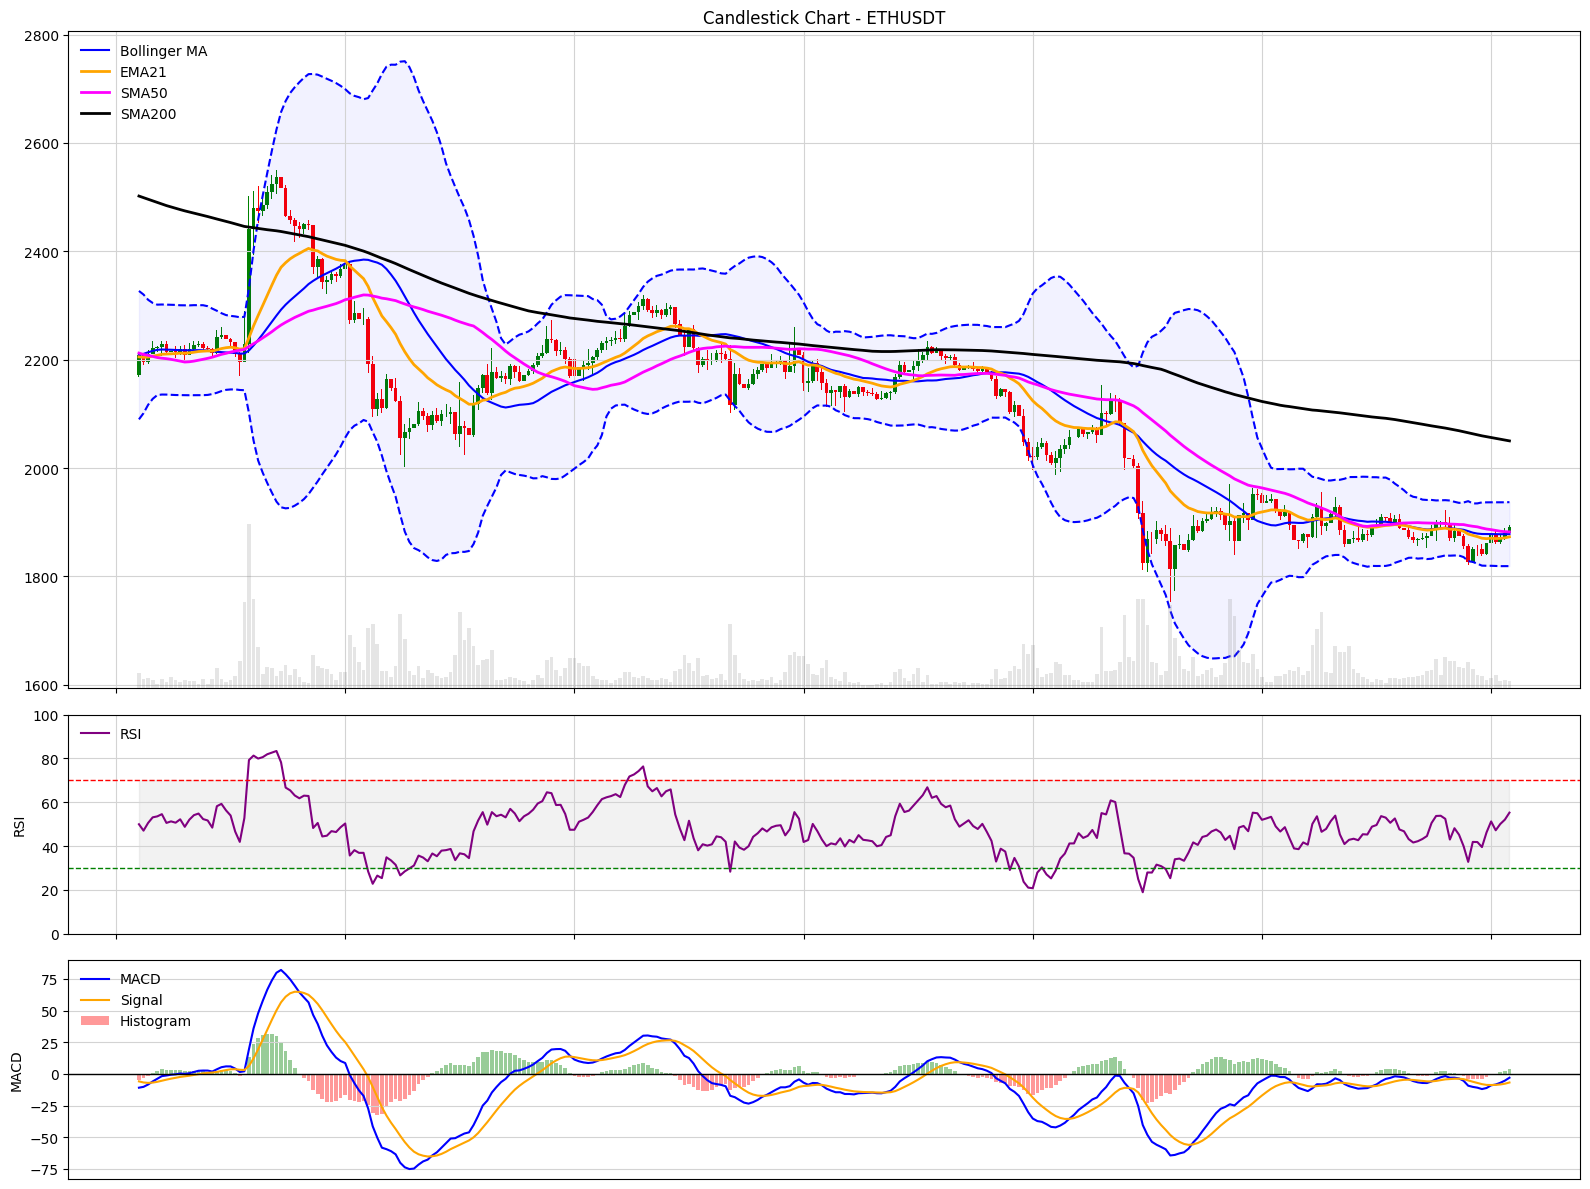 Candlestick Chart - ETHUSDT
Bollinger MA
EMA21
SMA50
SMA200
2800
2600
2400
2200
2000
1800
1600
RSI
RSI
100
80
60
40
20
0
MACD
Signal
Histogram
MACD
75
50
25
0
−25
−50
−75